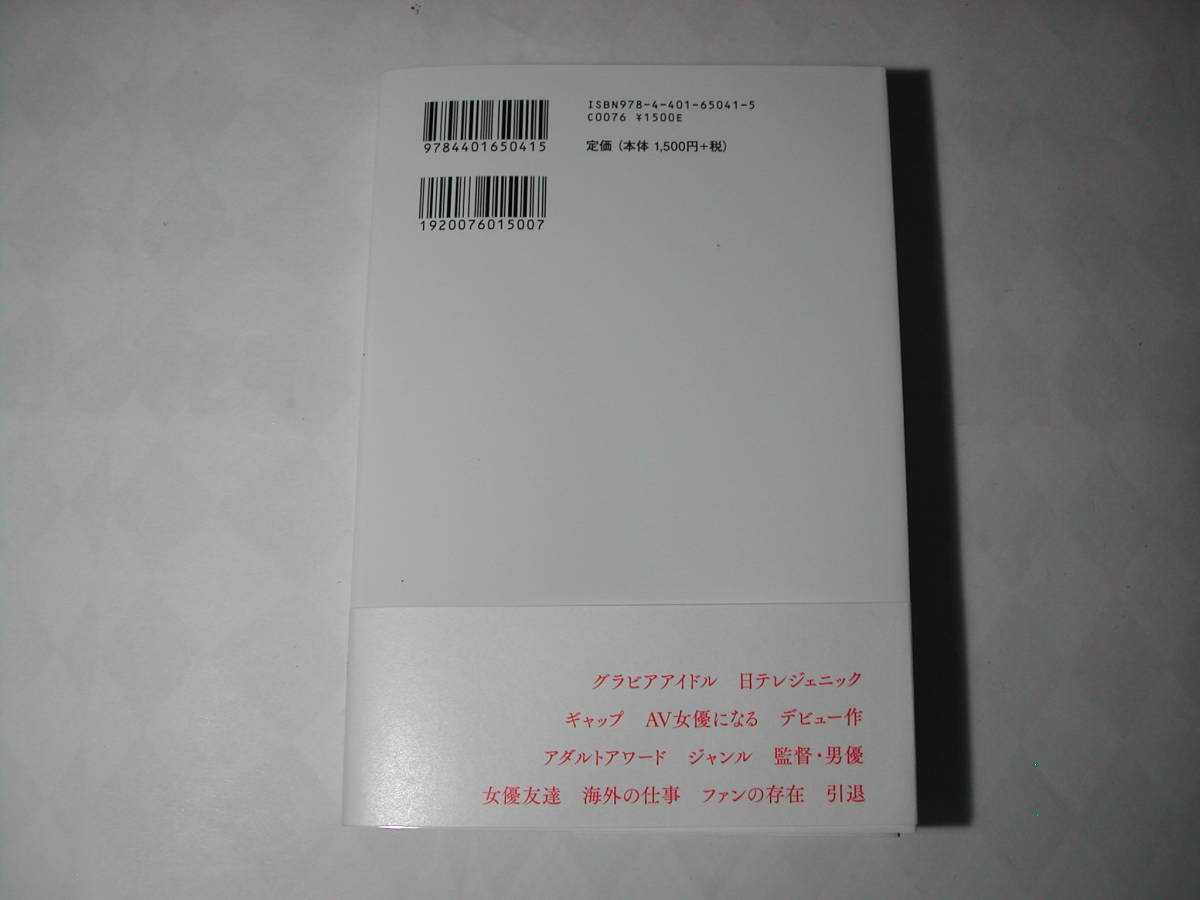 9784401650415
ISBN978-4-401-65041-5
C0076 ¥1500E
定価（本体 1,500円+税）
1920076015007
グラビアアイドル　日テレジェニック
ギャップ　AV女優になる　デビュー作
アダルトアワード　ジャンル　監督・男優
女優友達　海外の仕事　ファンの存在　引退